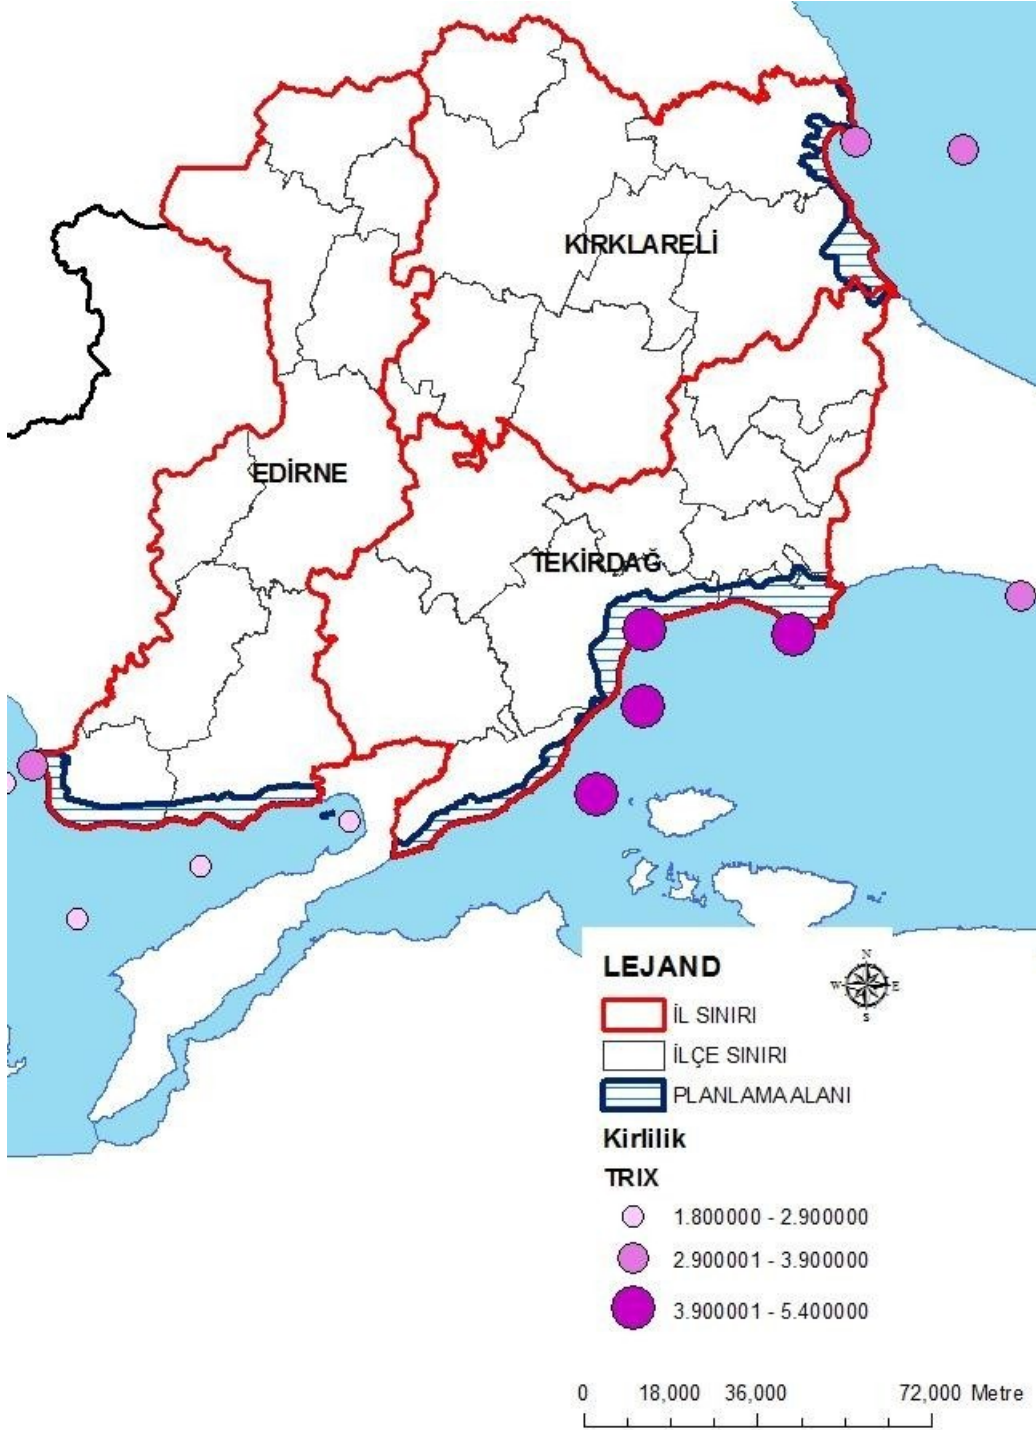 KIRKLARELİ
EDİRNE
TEKİRDAĞ
LEJAND
N
W E
S
İL SINIRI
İLÇE SINIRI
PLANLAMA ALANI
Kirlilik
TRIX
1.800000 - 2.900000
2.900001 - 3.900000
3.900001 - 5.400000
0 18,000 36,000 72,000 Metre